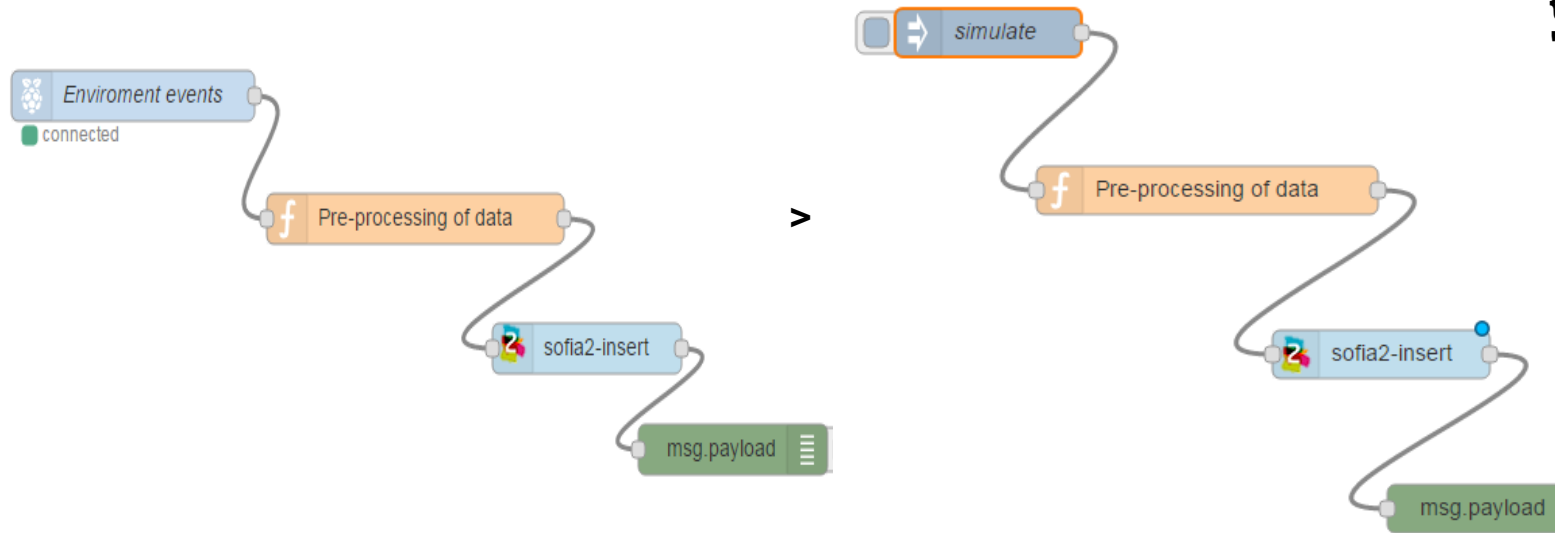 Enviroment events
connected
Pre-processing of data
sofia2-insert
msg.payload
>
simulate
Pre-processing of data
sofia2-insert
msg.payload